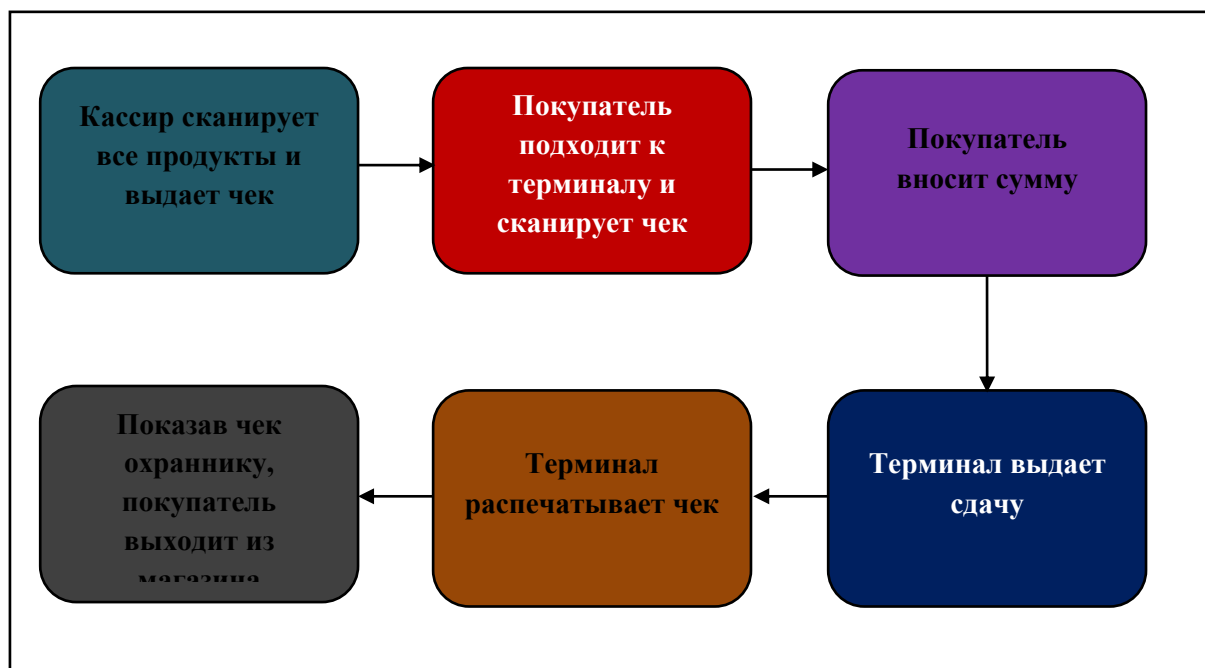 Кассир сканирует
все продукты и
выдает чек
Покупатель
подходит к
терминалу и
сканирует чек
Покупатель
вносит сумму
Терминал выдает
сдачу
Терминал
распечатывает чек
Показав чек
охраннику,
покупатель
выходит из
магазина